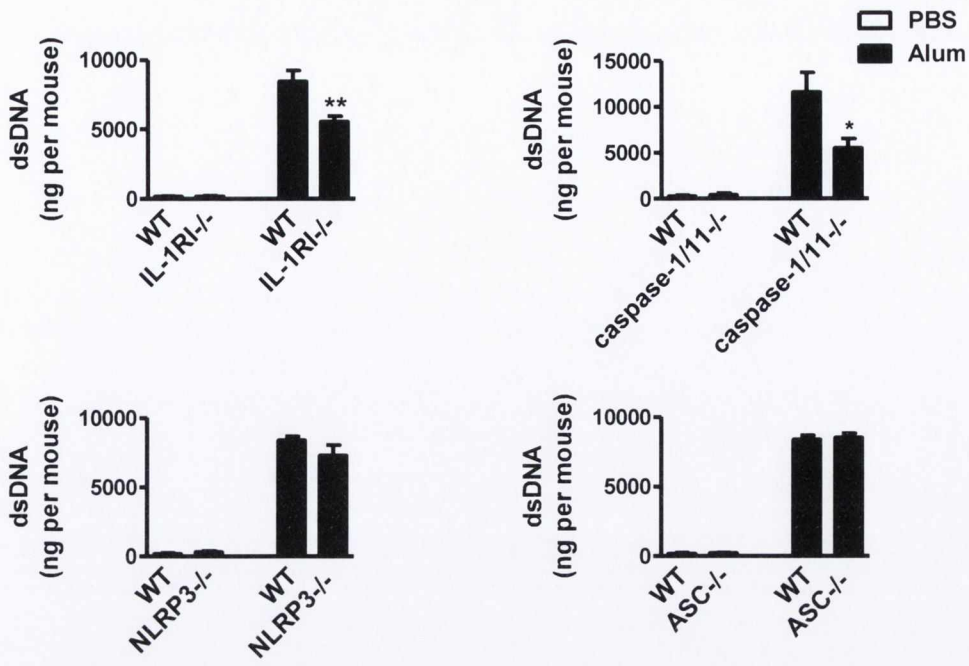 PBS
Alum
dsDNA
(ng per mouse)
10000
5000
0
**
WT
IL-1RI-/-
WT
IL-1RI-/-
dsDNA
(ng per mouse)
15000
10000
5000
0
*
WT
caspase-1/11-/-
WT
caspase-1/11-/-
dsDNA
(ng per mouse)
10000
5000
0
WT
NLRP3-/-
WT
NLRP3-/-
dsDNA
(ng per mouse)
10000
5000
0
WT
ASC-/-
WT
ASC-/-